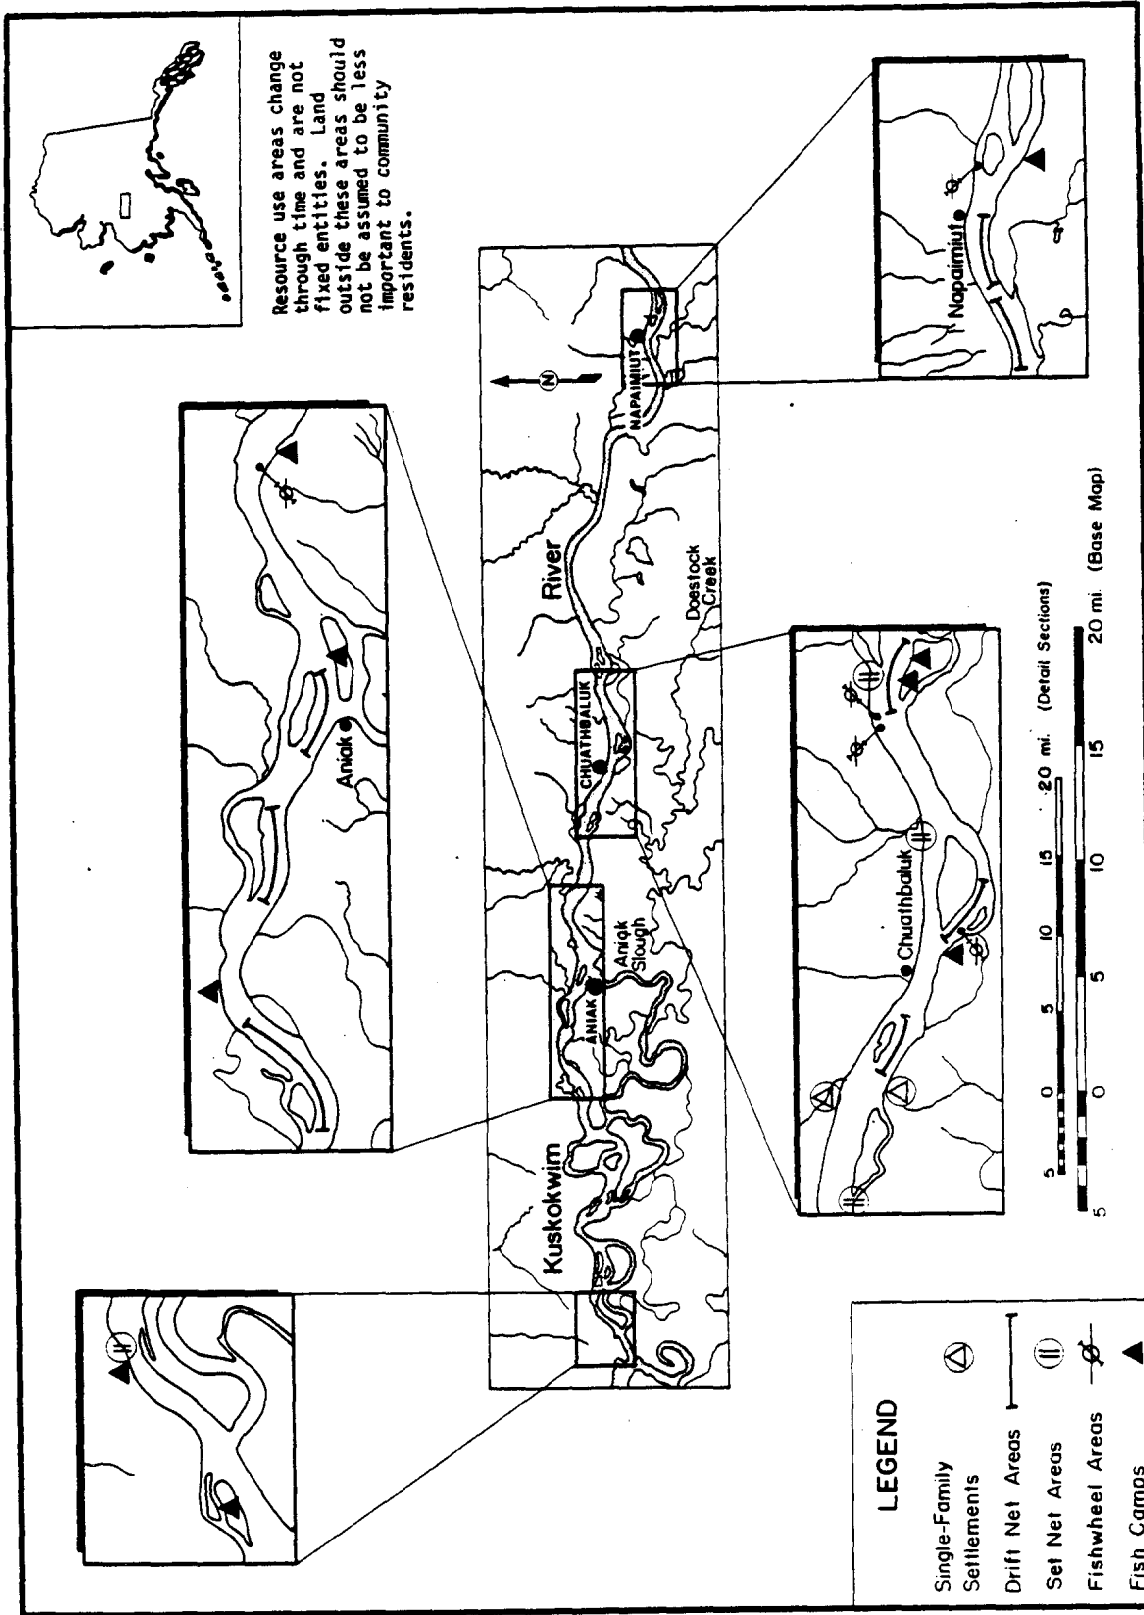 Resource use areas change
through time and are not
fixed entities. Land
outside these areas should
not be assumed to be less
important to community
residents.
Aniak
Kuskokwim
River
ANIAK
Aniak
Slough
CHUATHBALUK
Doestock
Creek
NAPAIMIUT
N
Chuathbaluk
Napaimiut
LEGEND
Single-Family
Settlements
Drift Net Areas
Set Net Areas
Fishwheel Areas
Fish Camps
5 0 5 10 15 20 mi. (Detail Sections)
5 0 5 10 15 20 mi. (Base Map)